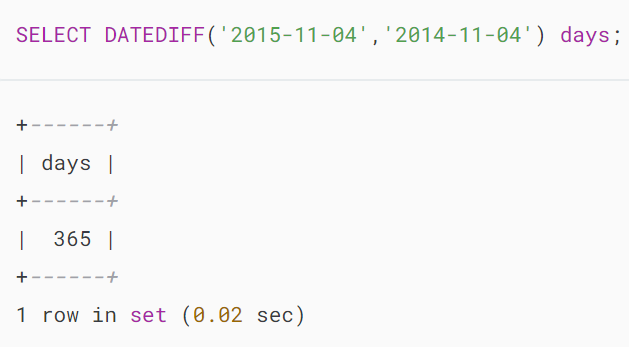 SELECT DATEDIFF('2015-11-04','2014-11-04') days;
+------+
| days |
+------+
|  365 |
+------+
1 row in set (0.02 sec)